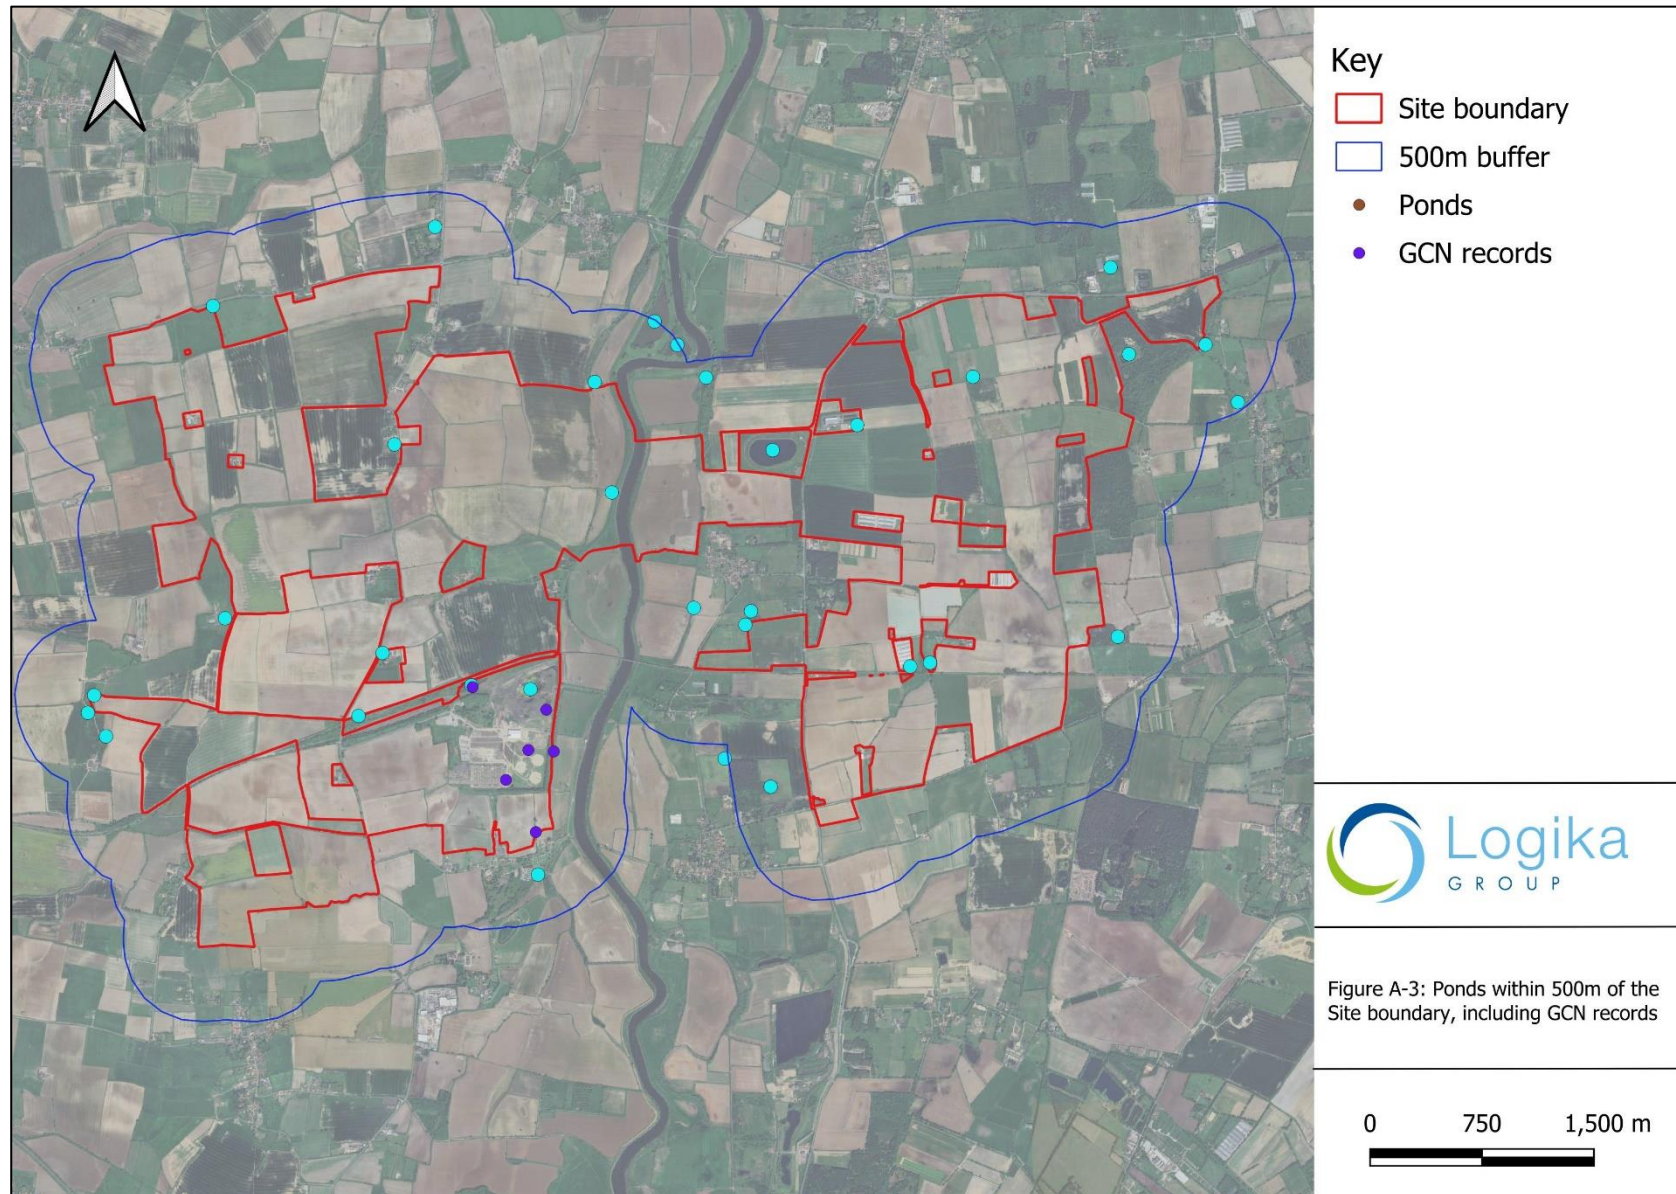 Key
Site boundary
500m buffer
Ponds
GCN records
Logika
GROUP
Figure A-3: Ponds within 500m of the
Site boundary, including GCN records
0 750 1,500 m